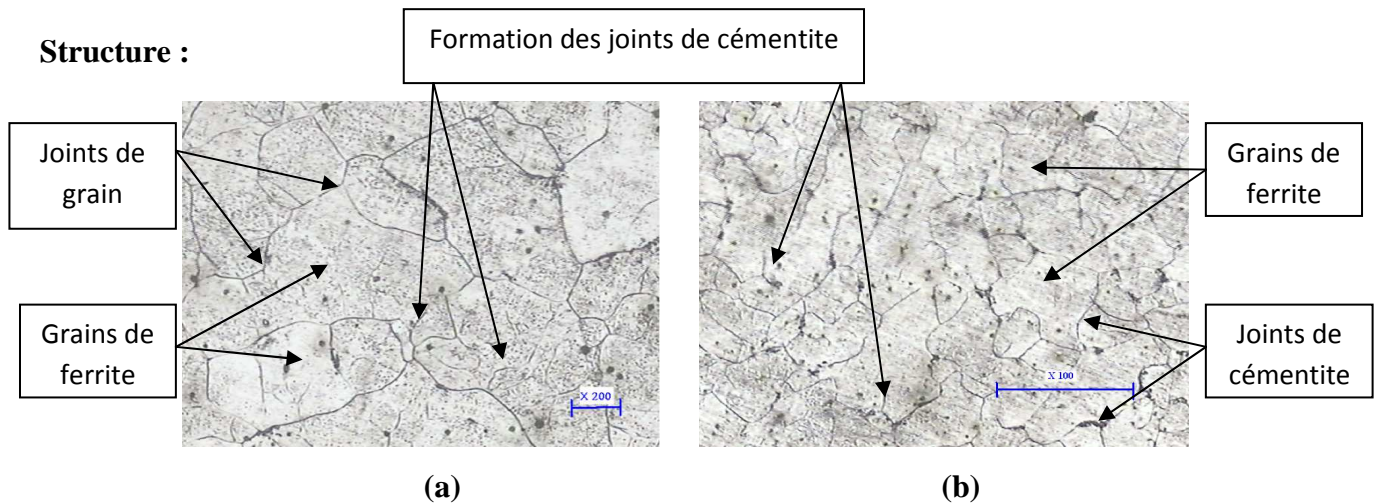 Structure :
Formation des joints de cémentite
Joints de
grain
Grains de
ferrite
Grains de
ferrite
Joints de
cémentite
X 200
X 100
(a)
(b)